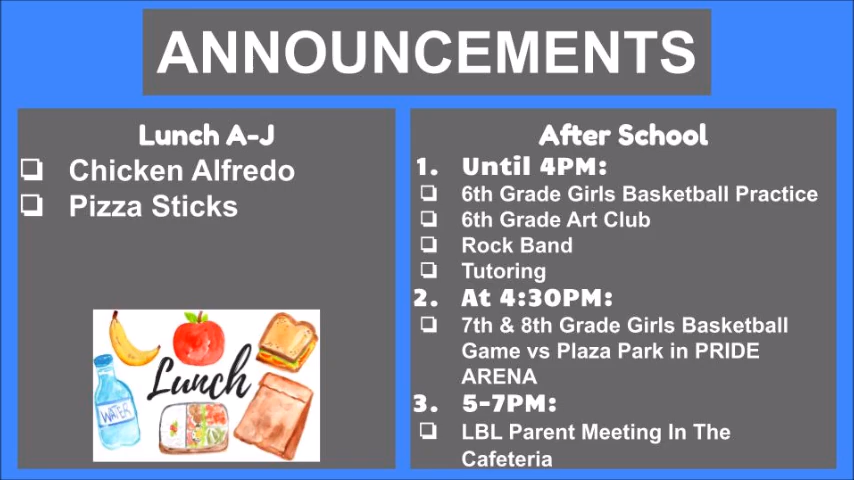 ANNOUNCEMENTS
Lunch A-J
❏ Chicken Alfredo
❏ Pizza Sticks
Lunch
WATER
After School
1. Until 4PM:
❏ 6th Grade Girls Basketball Practice
❏ 6th Grade Art Club
❏ Rock Band
❏ Tutoring
2. At 4:30PM:
❏ 7th & 8th Grade Girls Basketball
Game vs Plaza Park in PRIDE
ARENA
3. 5-7PM:
❏ LBL Parent Meeting In The
Cafeteria